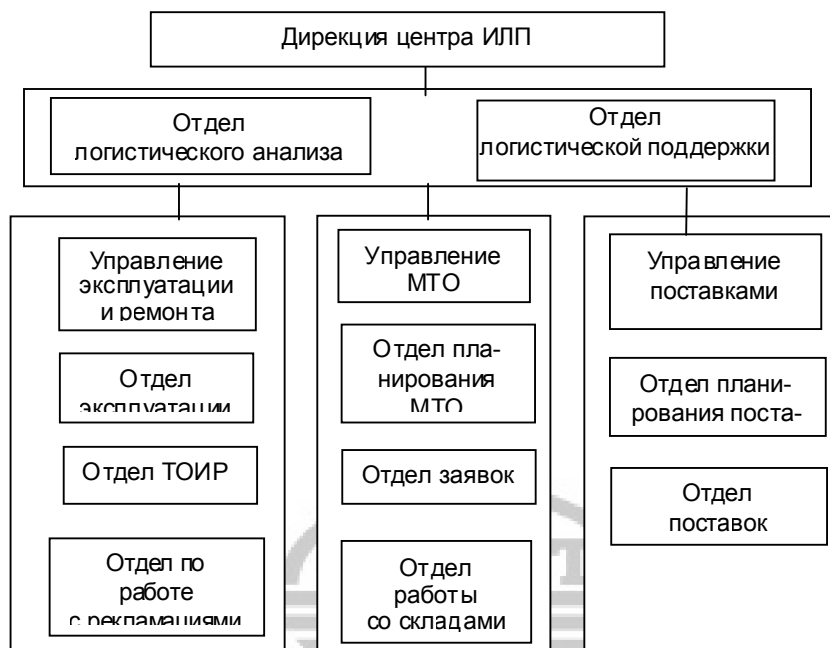 Дирекция центра ИЛП
Отдел
логистического анализа
Отдел
логистической поддержки
Управление
эксплуатации
и ремонта
Отдел
эксплуатации
Отдел ТОИР
Отдел по
работе
с рекламациями
Управление
МТО
Отдел пла-
нирования
МТО
Отдел заявок
Отдел
работы
со складами
Управление
поставками
Отдел плани-
рования поста-
Отдел
поставок